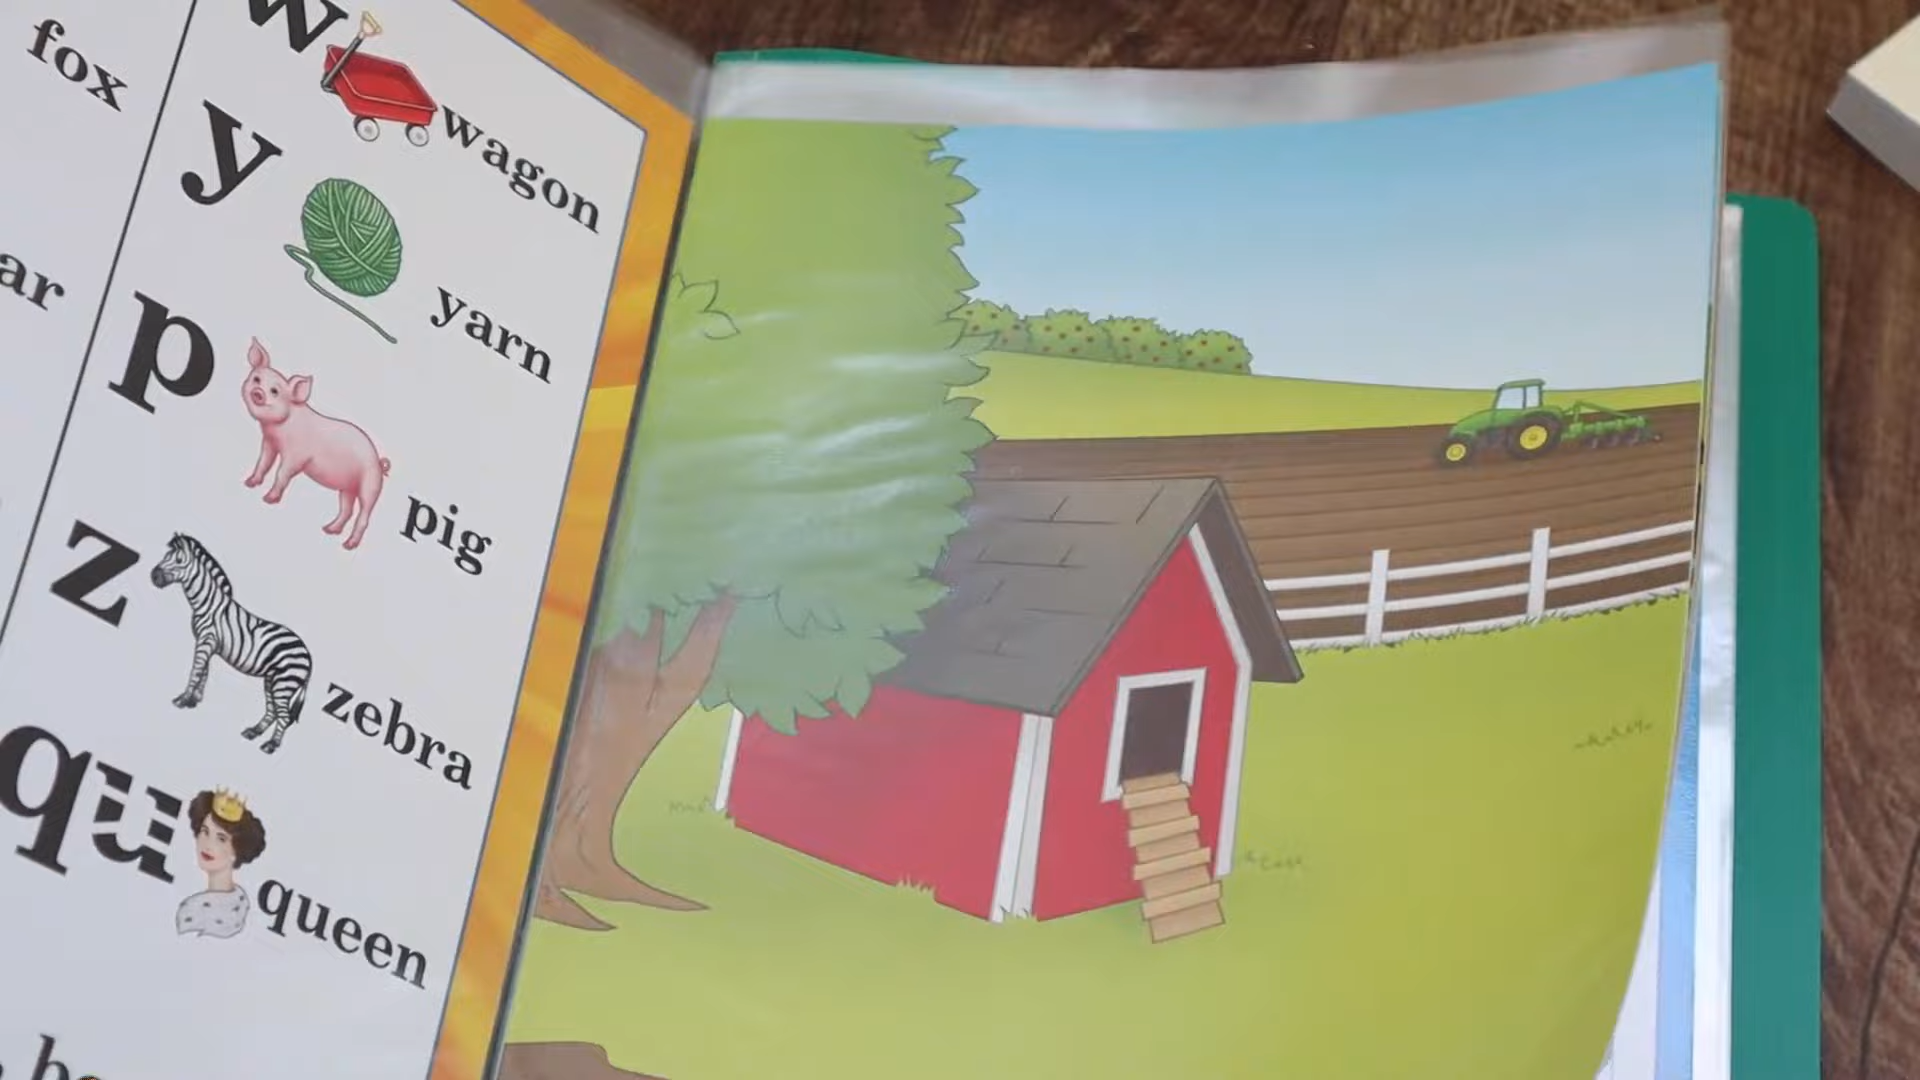 fox
ar
w wagon
y yarn
p pig
z zebra
qu queen